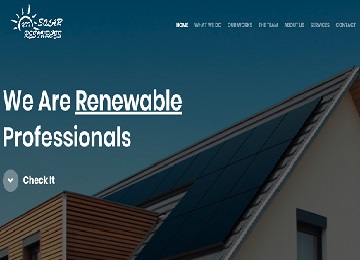 SOLAR
RESOURCES
HOME WHAT WE DO OUR WORKS THE TEAM ABOUT US SERVICES CONTACT
We Are Renewable
Professionals
Check It